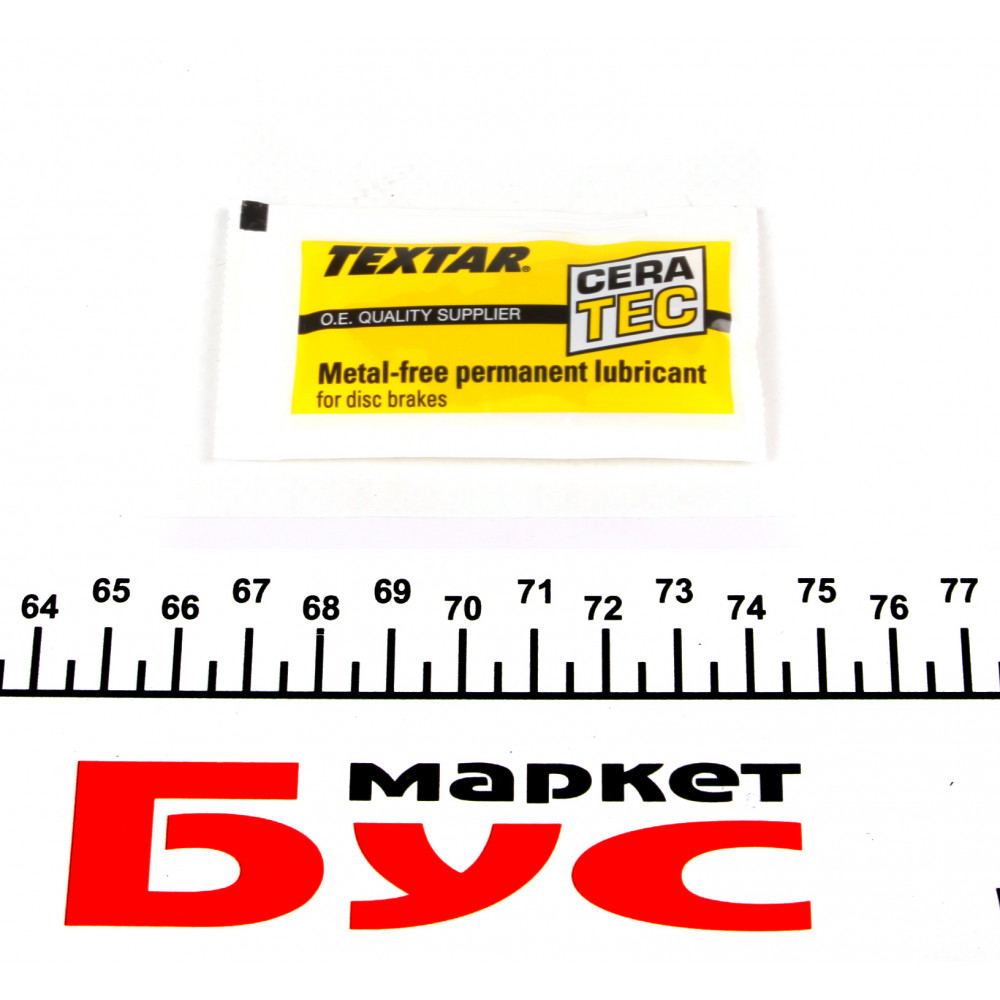 TEXTAR®
CERA
TEC
O.E. QUALITY SUPPLIER
Metal-free permanent lubricant
for disc brakes
64 65 66 67 68 69 70 71 72 73 74 75 76 77
маркет
Бус